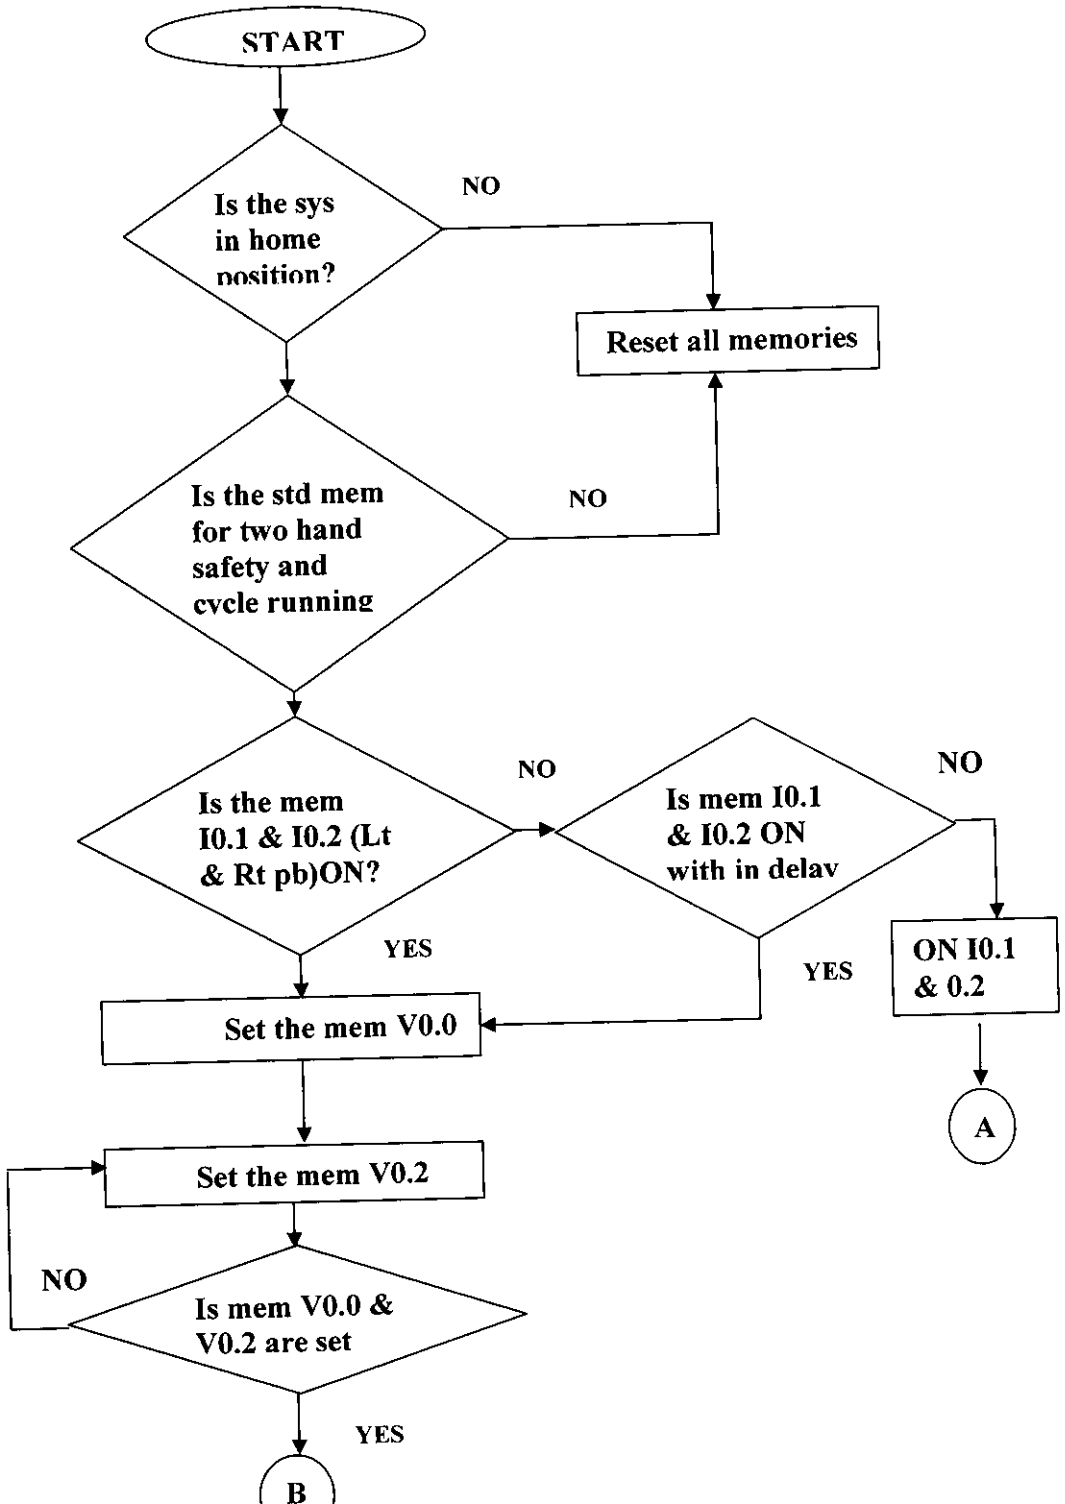 START
Is the sys
in home
position?
NO
Reset all memories
Is the std mem
for two hand
safety and
cycle running
NO
Is the mem
I0.1 & I0.2 (Lt
& Rt pb)ON?
NO
Is mem I0.1
& I0.2 ON
with in delay
NO
YES
YES
ON I0.1
& 0.2
Set the mem V0.0
A
Set the mem V0.2
NO
Is mem V0.0 &
V0.2 are set
YES
B